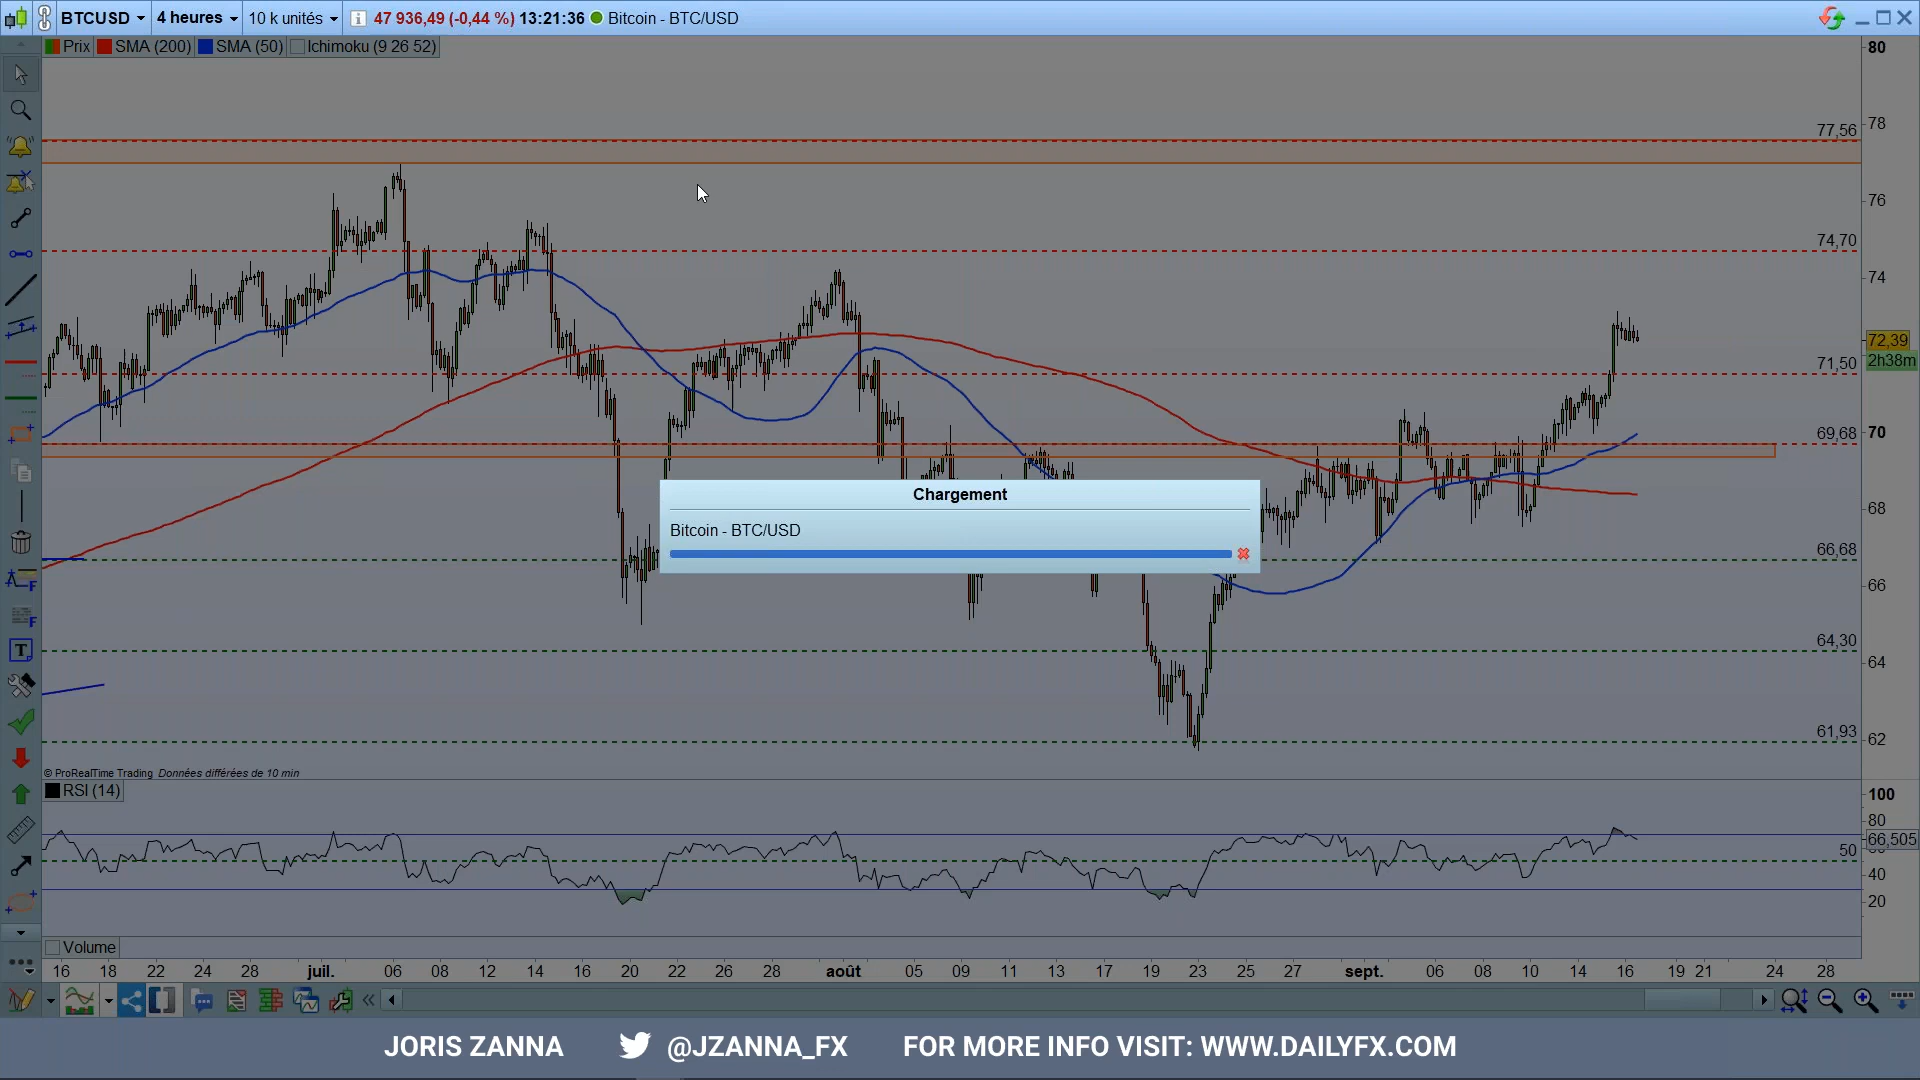 BTCUSD 4 heures 10 k unités 47 936,49 (-0,44 %) 13:21:36 Bitcoin - BTC/USD
Prix SMA (200) SMA (50) Ichimoku (9 26 52)
80
77,56
78
76
74,70
74
72,39
2h38m
71,50
69,68
70
Chargement
Bitcoin - BTC/USD
68
66,68
66
64,30
64
61,93
62
© ProRealTime Trading Données différées de 10 min
RSI (14)
100
80
66,505
50
40
20
Volume
16 18 22 24 28 juil. 06 08 12 14 16 20 22 26 28 août 05 09 11 13 17 19 23 25 27 sept. 06 08 10 14 16 19 21 24 28
JORIS ZANNA @JZANNA_FX FOR MORE INFO VISIT: WWW.DAILYFX.COM